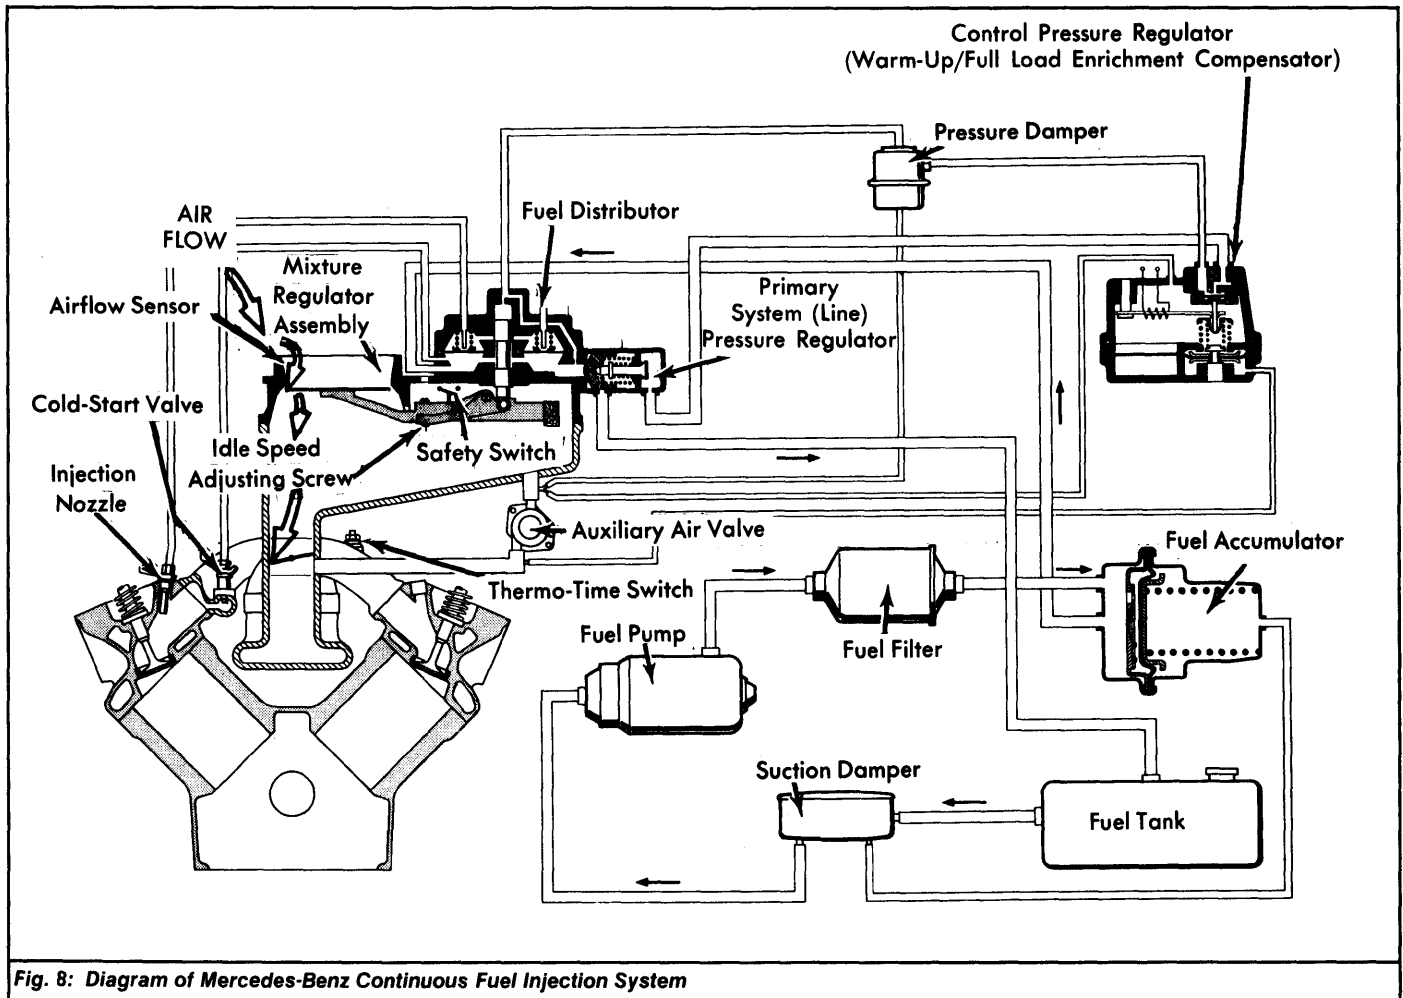 Control Pressure Regulator
(Warm-Up/Full Load Enrichment Compensator)
Pressure Damper
AIR
FLOW
Fuel Distributor
Mixture
Regulator
Assembly
Airflow Sensor
Primary
System (Line)
Pressure Regulator
Cold-Start Valve
Idle Speed
Adjusting Screw
Safety Switch
Injection
Nozzle
Auxiliary Air Valve
Fuel Accumulator
Thermo-Time Switch
Fuel Pump
Fuel Filter
Suction Damper
Fuel Tank
Fig. 8: Diagram of Mercedes-Benz Continuous Fuel Injection System